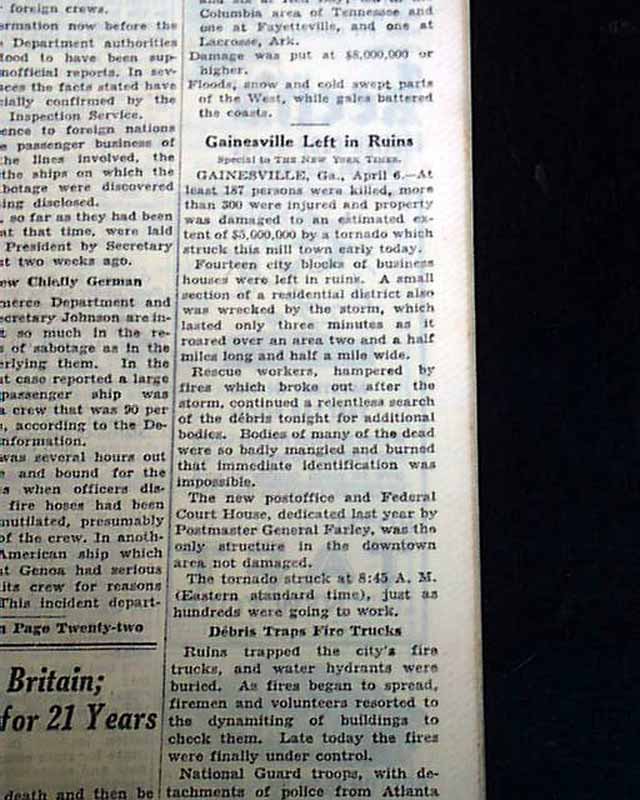 foreign crews.
ormation now before the
Department authorities
tood to have been sup-
nofficial reports. In sev-
nces the facts stated have
cially confirmed by the
Inspection Service.
ence to foreign nations
e passenger business of
the lines involved, the
the ships on which the
botage were discovered
ing disclosed.
, so far as they had been
at that time, were laid
President by Secretary
st two weeks ago.
ew Chiefly German
merce Department and
ecretary Johnson are in-
t so much in the re-
s of sabotage as in the
erlying them. In the
nt case reported a large
passenger ship was
a crew that was 90 per
n, according to the De-
information.
was several hours out
e and bound for the
s when officers dis-
fire hoses had been
mutilated, presumably
of the crew. In anoth-
American ship which
at Genoa had serious
its crew for reasons
This incident depart-
n Page Twenty-two
Britain;
for 21 Years
death and then be
Columbia area of Tennessee and
one at Fayetteville, and one at
Lacrosse, Ark.
Damage was put at $8,000,000 or
higher.
Floods, snow and cold swept parts
of the West, while gales battered
the coasts.
Gainesville Left in Ruins
Special to THE NEW YORK TIMES.
GAINESVILLE, Ga., April 6.—At
least 187 persons were killed, more
than 300 were injured and property
was damaged to an estimated ex-
tent of $5,000,000 by a tornado which
struck this mill town early today.
Fourteen city blocks of business
houses were left in ruins. A small
section of a residential district also
was wrecked by the storm, which
lasted only three minutes as it
roared over an area two and a half
miles long and half a mile wide.
Rescue workers, hampered by
fires which broke out after the
storm, continued a relentless search
of the débris tonight for additional
bodies. Bodies of many of the dead
were so badly mangled and burned
that immediate identification was
impossible.
The new postoffice and Federal
Court House, dedicated last year by
Postmaster General Farley, was the
only structure in the downtown
area not damaged.
The tornado struck at 8:45 A. M.
(Eastern standard time), just as
hundreds were going to work.
Débris Traps Fire Trucks
Ruins trapped the city's fire
trucks, and water hydrants were
buried. As fires began to spread,
firemen and volunteers resorted to
the dynamiting of buildings to
check them. Late today the fires
were finally under control.
National Guard troops, with de-
tachments of police from Atlanta